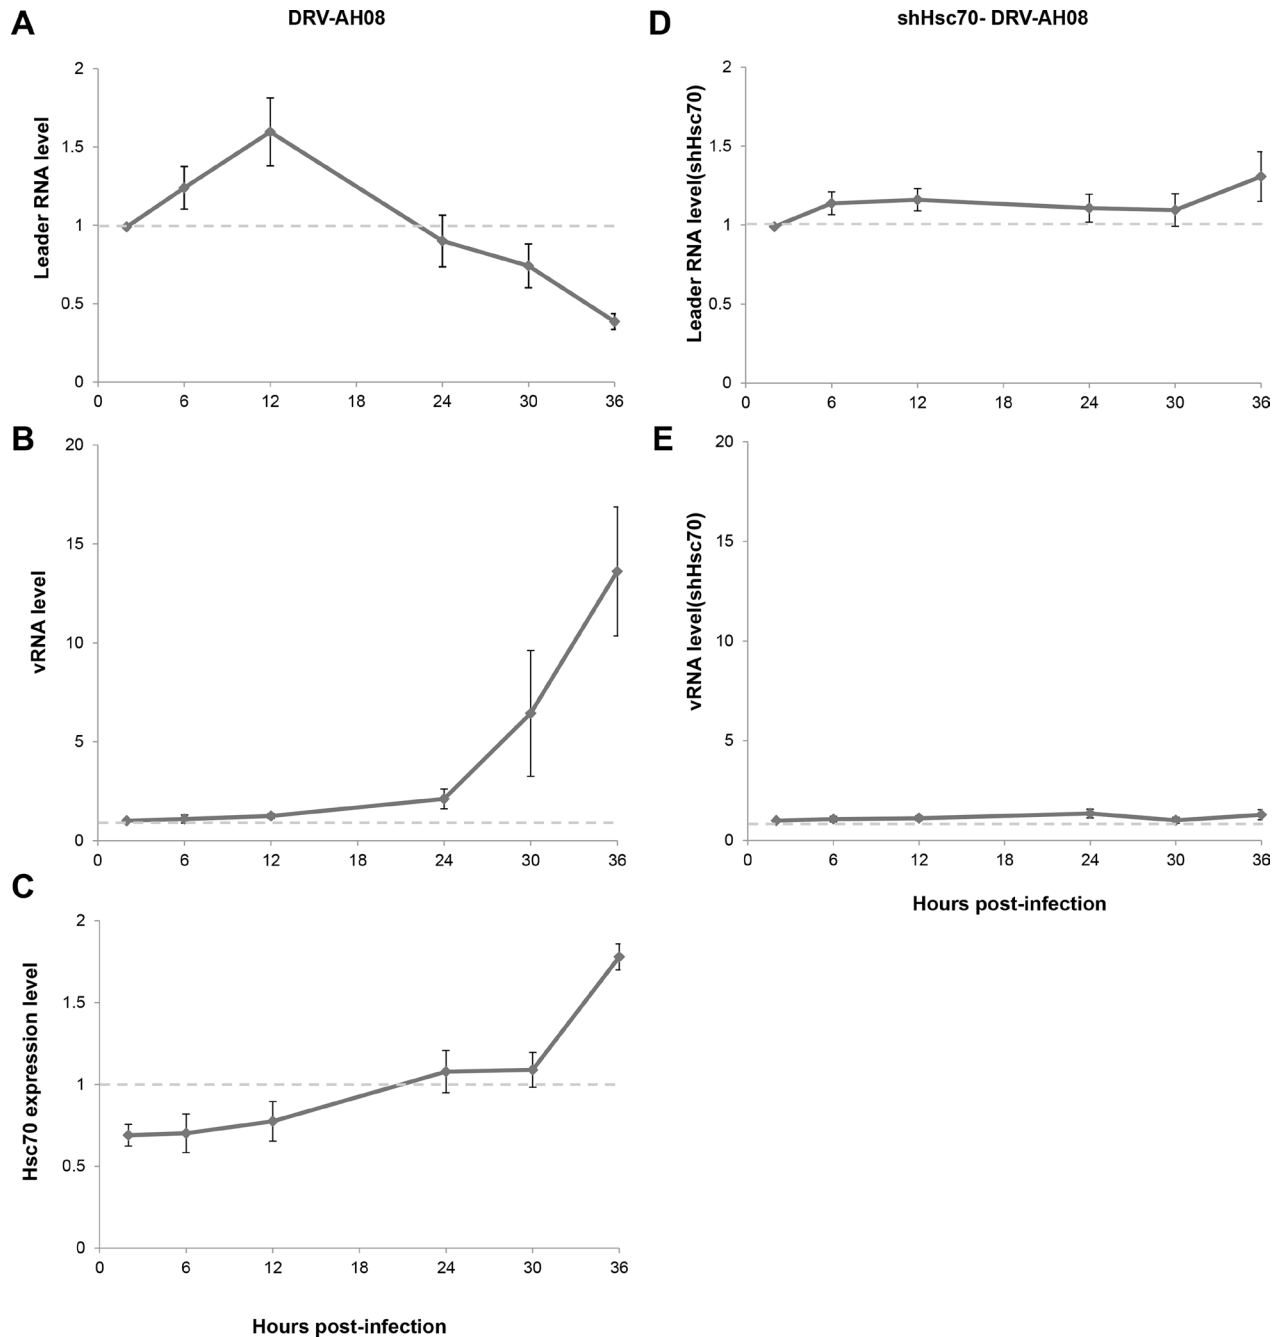 A
DRV-AH08
Leader RNA level
2
1.5
1
0.5
0
0 6 12 18 24 30 36
B
vRNA level
20
15
10
5
0
0 6 12 18 24 30 36
C
Hsc70 expression level
2
1.5
1
0.5
0
0 6 12 18 24 30 36
Hours post-infection
D
shHsc70- DRV-AH08
Leader RNA level(shHsc70)
2
1.5
1
0.5
0
0 6 12 18 24 30 36
E
vRNA level(shHsc70)
20
15
10
5
0
0 6 12 18 24 30 36
Hours post-infection